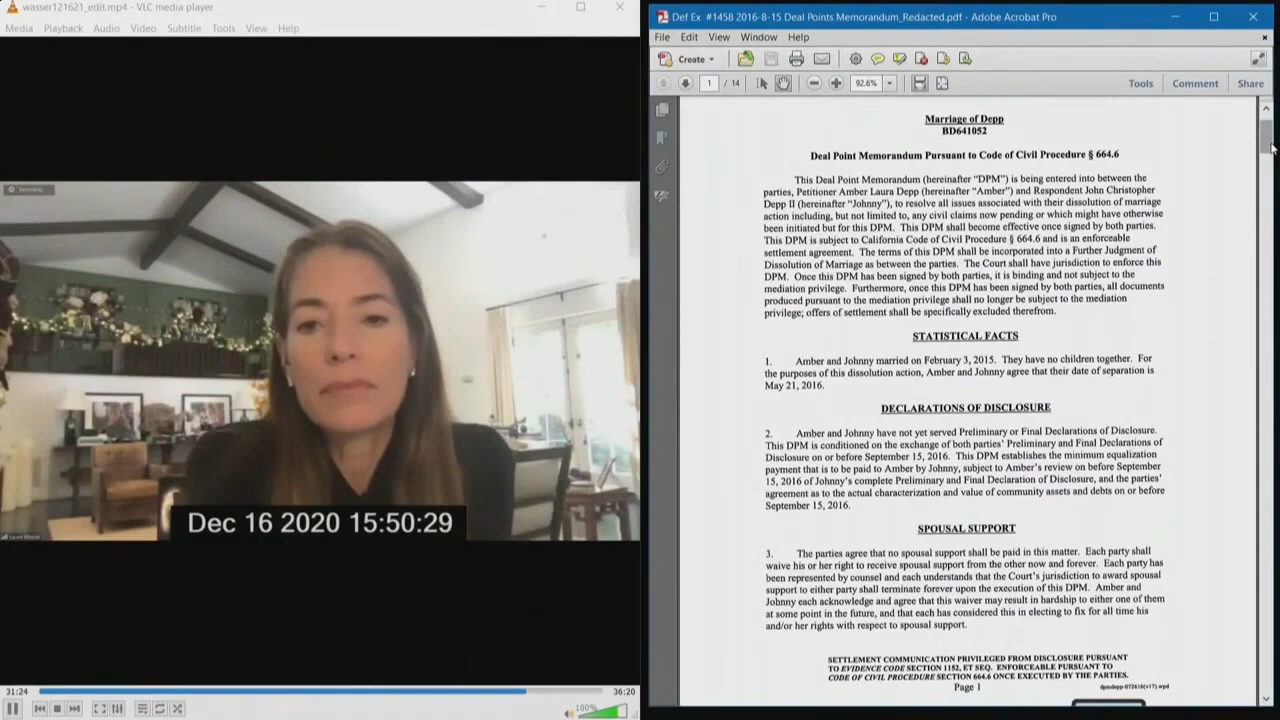 wasser121621_edit.mp4 - VLC media player
Media Playback Audio Video Subtitle Tools View Help
Dec 16 2020 15:50:29
31:24
36:20
100%
Def Ex #1458 2016-8-15 Deal Points Memorandum_Redacted.pdf - Adobe Acrobat Pro
File Edit View Window Help
Create
1 / 14
92.6%
Tools Comment Share
Marriage of Depp
BD641052
Deal Point Memorandum Pursuant to Code of Civil Procedure § 664.6
This Deal Point Memorandum (hereinafter “DPM”) is being entered into between the
parties, Petitioner Amber Laura Depp (hereinafter “Amber”) and Respondent John Christopher
Depp II (hereinafter “Johnny”), to resolve all issues associated with their dissolution of marriage
action including, but not limited to, any civil claims now pending or which might have otherwise
been initiated but for this DPM. This DPM shall become effective once signed by both parties.
This DPM is subject to California Code of Civil Procedure § 664.6 and is an enforceable
settlement agreement. The terms of this DPM shall be incorporated into a Further Judgment of
Dissolution of Marriage as between the parties. The Court shall have jurisdiction to enforce this
DPM. Once this DPM has been signed by both parties, it is binding and not subject to the
mediation privilege. Furthermore, once this DPM has been signed by both parties, all documents
produced pursuant to the mediation privilege shall no longer be subject to the mediation
privilege; offers of settlement shall be specifically excluded therefrom.
STATISTICAL FACTS
1. Amber and Johnny married on February 3, 2015. They have no children together. For
the purposes of this dissolution action, Amber and Johnny agree that their date of separation is
May 21, 2016.
DECLARATIONS OF DISCLOSURE
2. Amber and Johnny have not yet served Preliminary or Final Declarations of Disclosure.
This DPM is conditioned on the exchange of both parties’ Preliminary and Final Declarations of
Disclosure on or before September 15, 2016. This DPM establishes the minimum equalization
payment that is to be paid to Amber by Johnny, subject to Amber’s review on before September
15, 2016 of Johnny’s complete Preliminary and Final Declaration of Disclosure, and the parties’
agreement as to the actual characterization and value of community assets and debts on or before
September 15, 2016.
SPOUSAL SUPPORT
3. The parties agree that no spousal support shall be paid in this matter. Each party shall
waive his or her right to receive spousal support from the other now and forever. Each party has
been represented by counsel and each understands that the Court’s jurisdiction to award spousal
support to either party shall terminate forever upon the execution of this DPM. Amber and
Johnny each acknowledge and agree that this waiver may result in hardship to either one of them
at some point in the future, and that each has considered this in electing to fix for all time his
and/or her rights with respect to spousal support.
SETTLEMENT COMMUNICATION PRIVILEGED FROM DISCLOSURE PURSUANT
TO EVIDENCE CODE SECTION 1152, ET SEQ. ENFORCEABLE PURSUANT TO
CODE OF CIVIL PROCEDURE SECTION 664.6 ONCE EXECUTED BY THE PARTIES.
Page 1